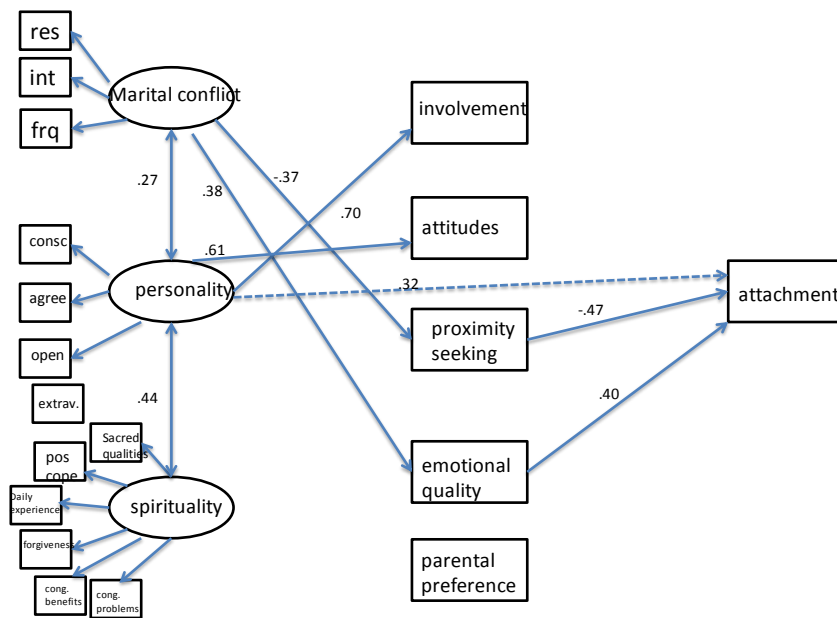 res
int
frq
Marital conflict
involvement
.27
.38
-.37
.70
consc
agree
open
extrav.
personality
.61
attitudes
.32
attachment
proximity
seeking
-.47
.44
.40
Sacred
qualities
pos
cope
Daily
experience
forgiveness
cong.
benefits
cong.
problems
spirituality
emotional
quality
parental
preference